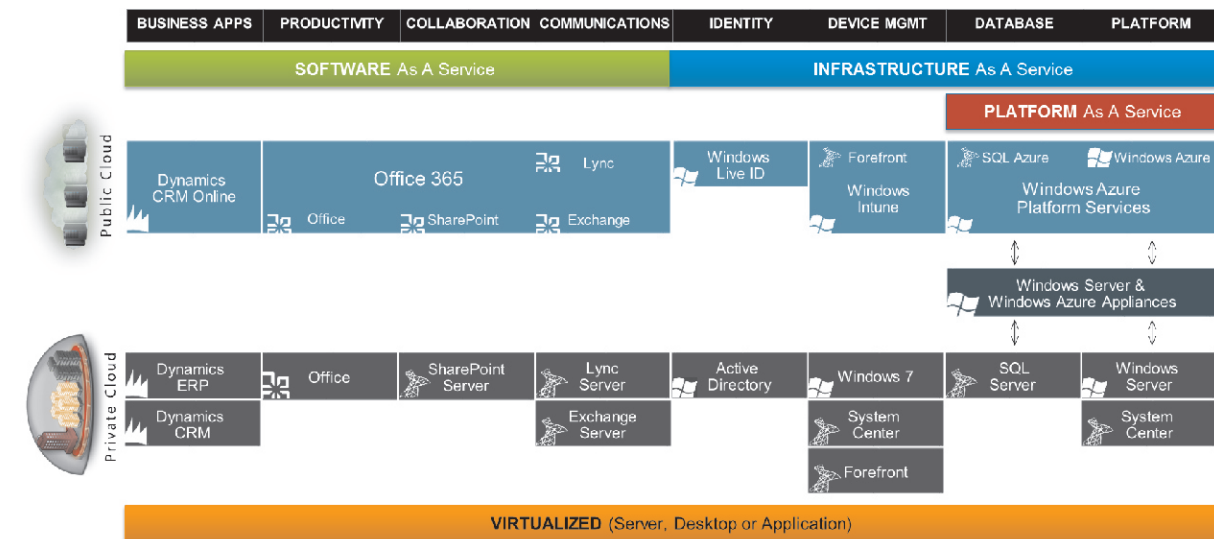 BUSINESS APPS PRODUCTIVITY COLLABORATION COMMUNICATIONS IDENTITY DEVICE MGMT DATABASE PLATFORM
SOFTWARE As A Service
INFRASTRUCTURE As A Service
PLATFORM As A Service
Public Cloud
Dynamics
CRM Online
Office 365
Lync
Office
SharePoint
Exchange
Windows
Live ID
Forefront
Windows
Intune
SQL Azure
Windows Azure
Windows Azure
Platform Services
Windows Server &
Windows Azure Appliances
Private Cloud
Dynamics
ERP
Office
SharePoint
Server
Lync
Server
Active
Directory
Windows 7
SQL
Server
Windows
Server
Dynamics
CRM
Exchange
Server
System
Center
System
Center
Forefront
VIRTUALIZED (Server, Desktop or Application)